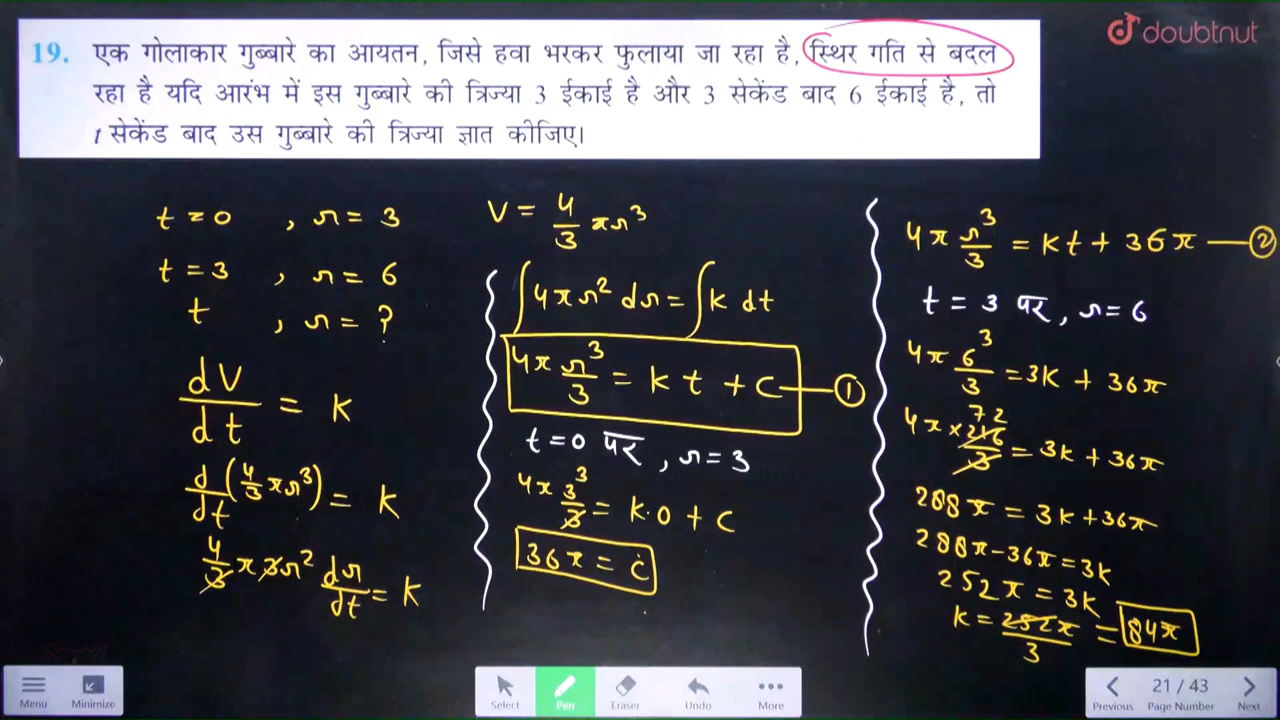 19. एक गोलाकार गुब्बारे का आयतन, जिसे हवा भरकर फुलाया जा रहा है, स्थिर गति से बदल
रहा है यदि आरंभ में इस गुब्बारे की त्रिज्या 3 ईकाई है और 3 सेकेंड बाद 6 ईकाई है, तो
t सेकेंड बाद उस गुब्बारे की त्रिज्या ज्ञात कीजिए।
doubtnut
t = 0 , r = 3
t = 3 , r = 6
t , r = ?
dV/dt = K
d/dt (4/3 πr³) = K
4/3 π 3r² dr/dt = K
V = 4/3 πr³
∫4πr² dr = ∫K dt
4π r³/3 = Kt + C —①
t=0 पर, r=3
4π 3³/3 = K·0 + C
36π = C
4π r³/3 = Kt + 36π —②
t = 3 पर, r=6
4π 6³/3 = 3K + 36π
72
4π × 216/3 = 3K + 36π
288π = 3K + 36π
288π - 36π = 3K
252π = 3K
K = 252π/3 = 84π
Menu
Minimize
Select
Pen
Eraser
Undo
More
21 / 43
Previous
Page Number
Next